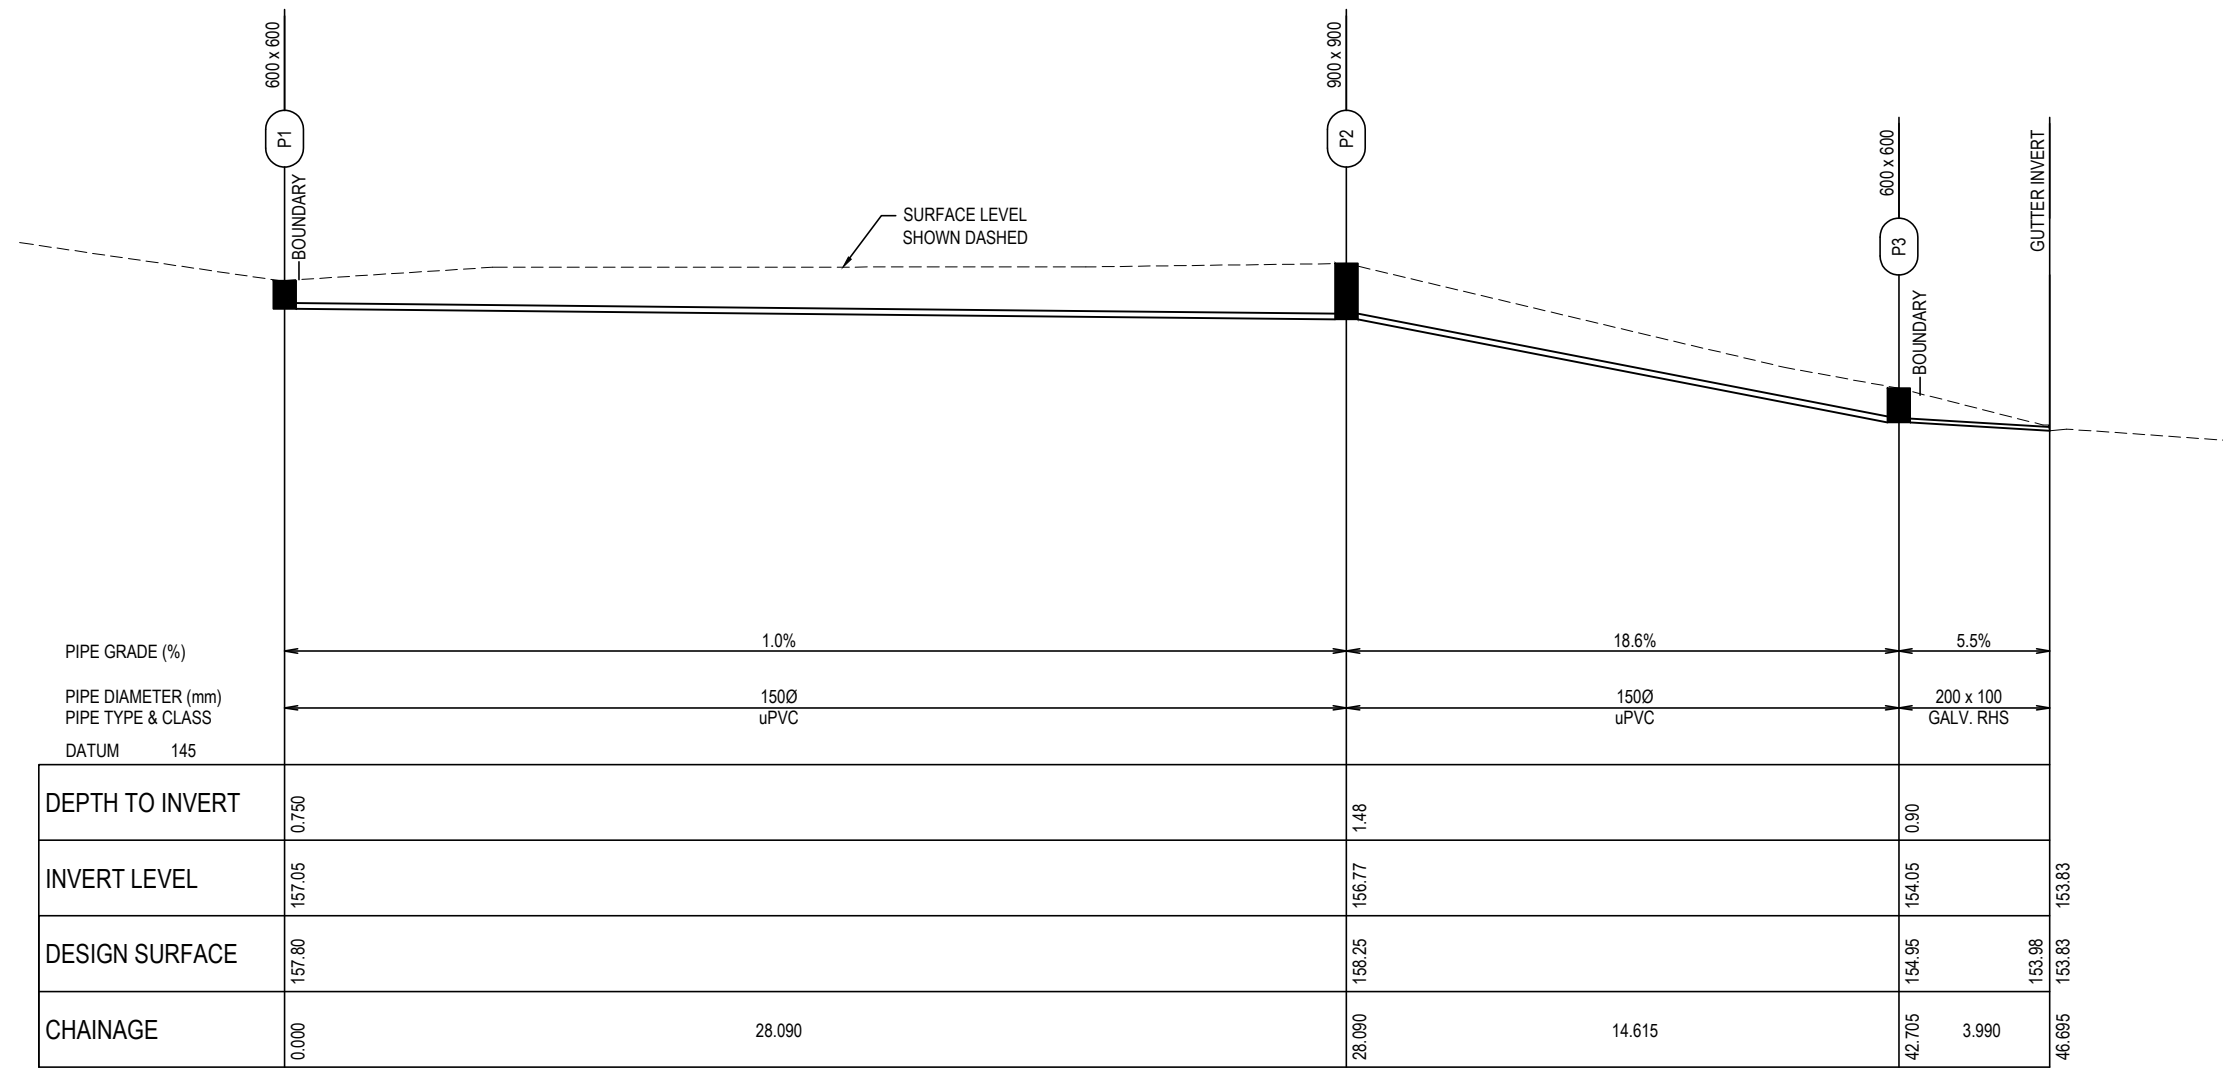 600 x 600
P1
BOUNDARY
SURFACE LEVEL
SHOWN DASHED
900 x 900
P2
600 x 600
P3
BOUNDARY
GUTTER INVERT
PIPE GRADE (%)
1.0%
18.6%
5.5%
PIPE DIAMETER (mm)
150Ø
150Ø
200 x 100
PIPE TYPE & CLASS
uPVC
uPVC
GALV. RHS
DATUM 145
DEPTH TO INVERT
0.750
1.48
0.90
INVERT LEVEL
157.05
156.77
154.05
153.83
DESIGN SURFACE
157.80
158.25
154.95
153.98
153.83
CHAINAGE
0.000
28.090
28.090
14.615
42.705
3.990
46.695